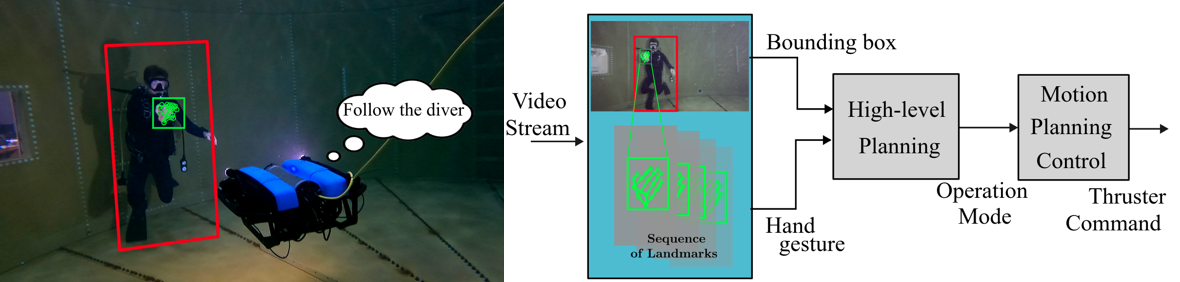 Follow the diver
Video
Stream
Sequence
of Landmarks
Bounding box
Hand
gesture
High-level
Planning
Operation
Mode
Motion
Planning
Control
Thruster
Command